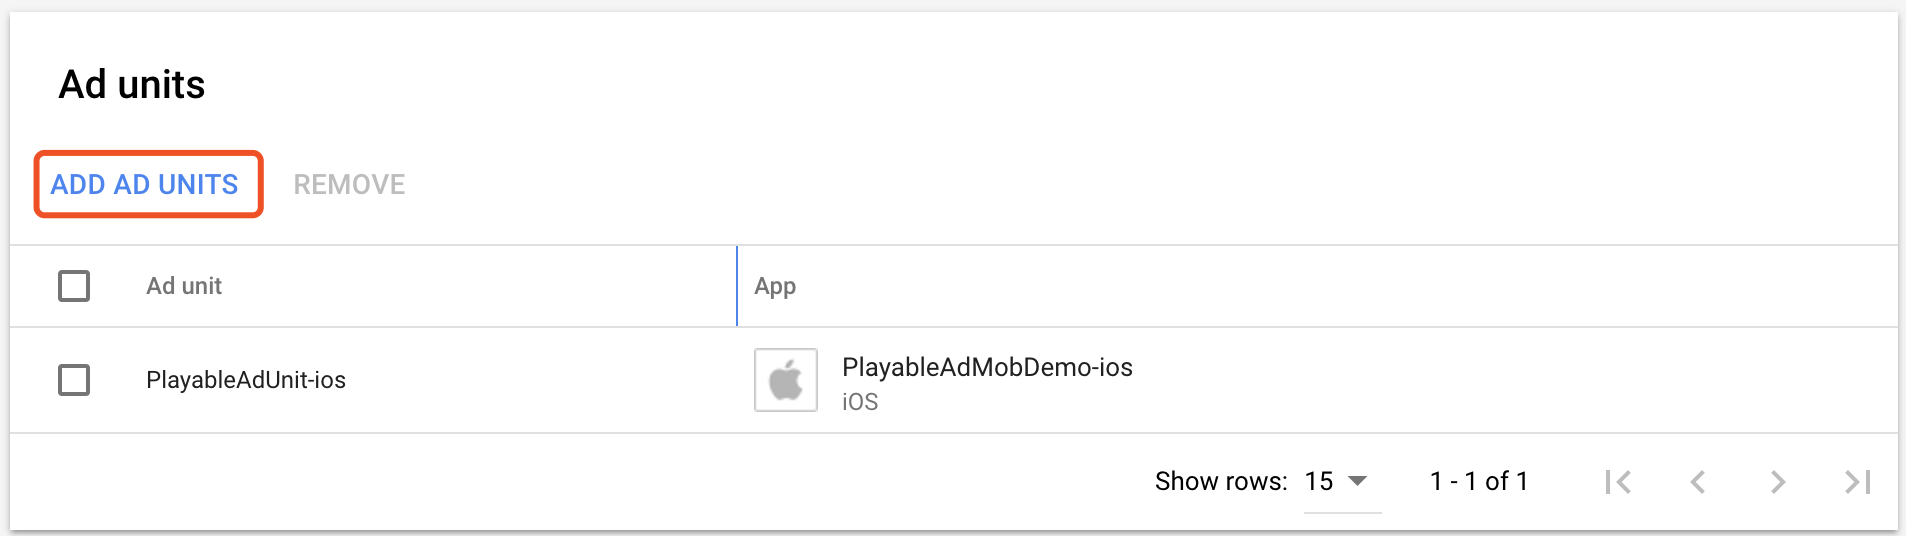 Ad units
ADD AD UNITS REMOVE
Ad unit App
PlayableAdUnit-ios PlayableAdMobDemo-ios
iOS
Show rows: 15 1 - 1 of 1